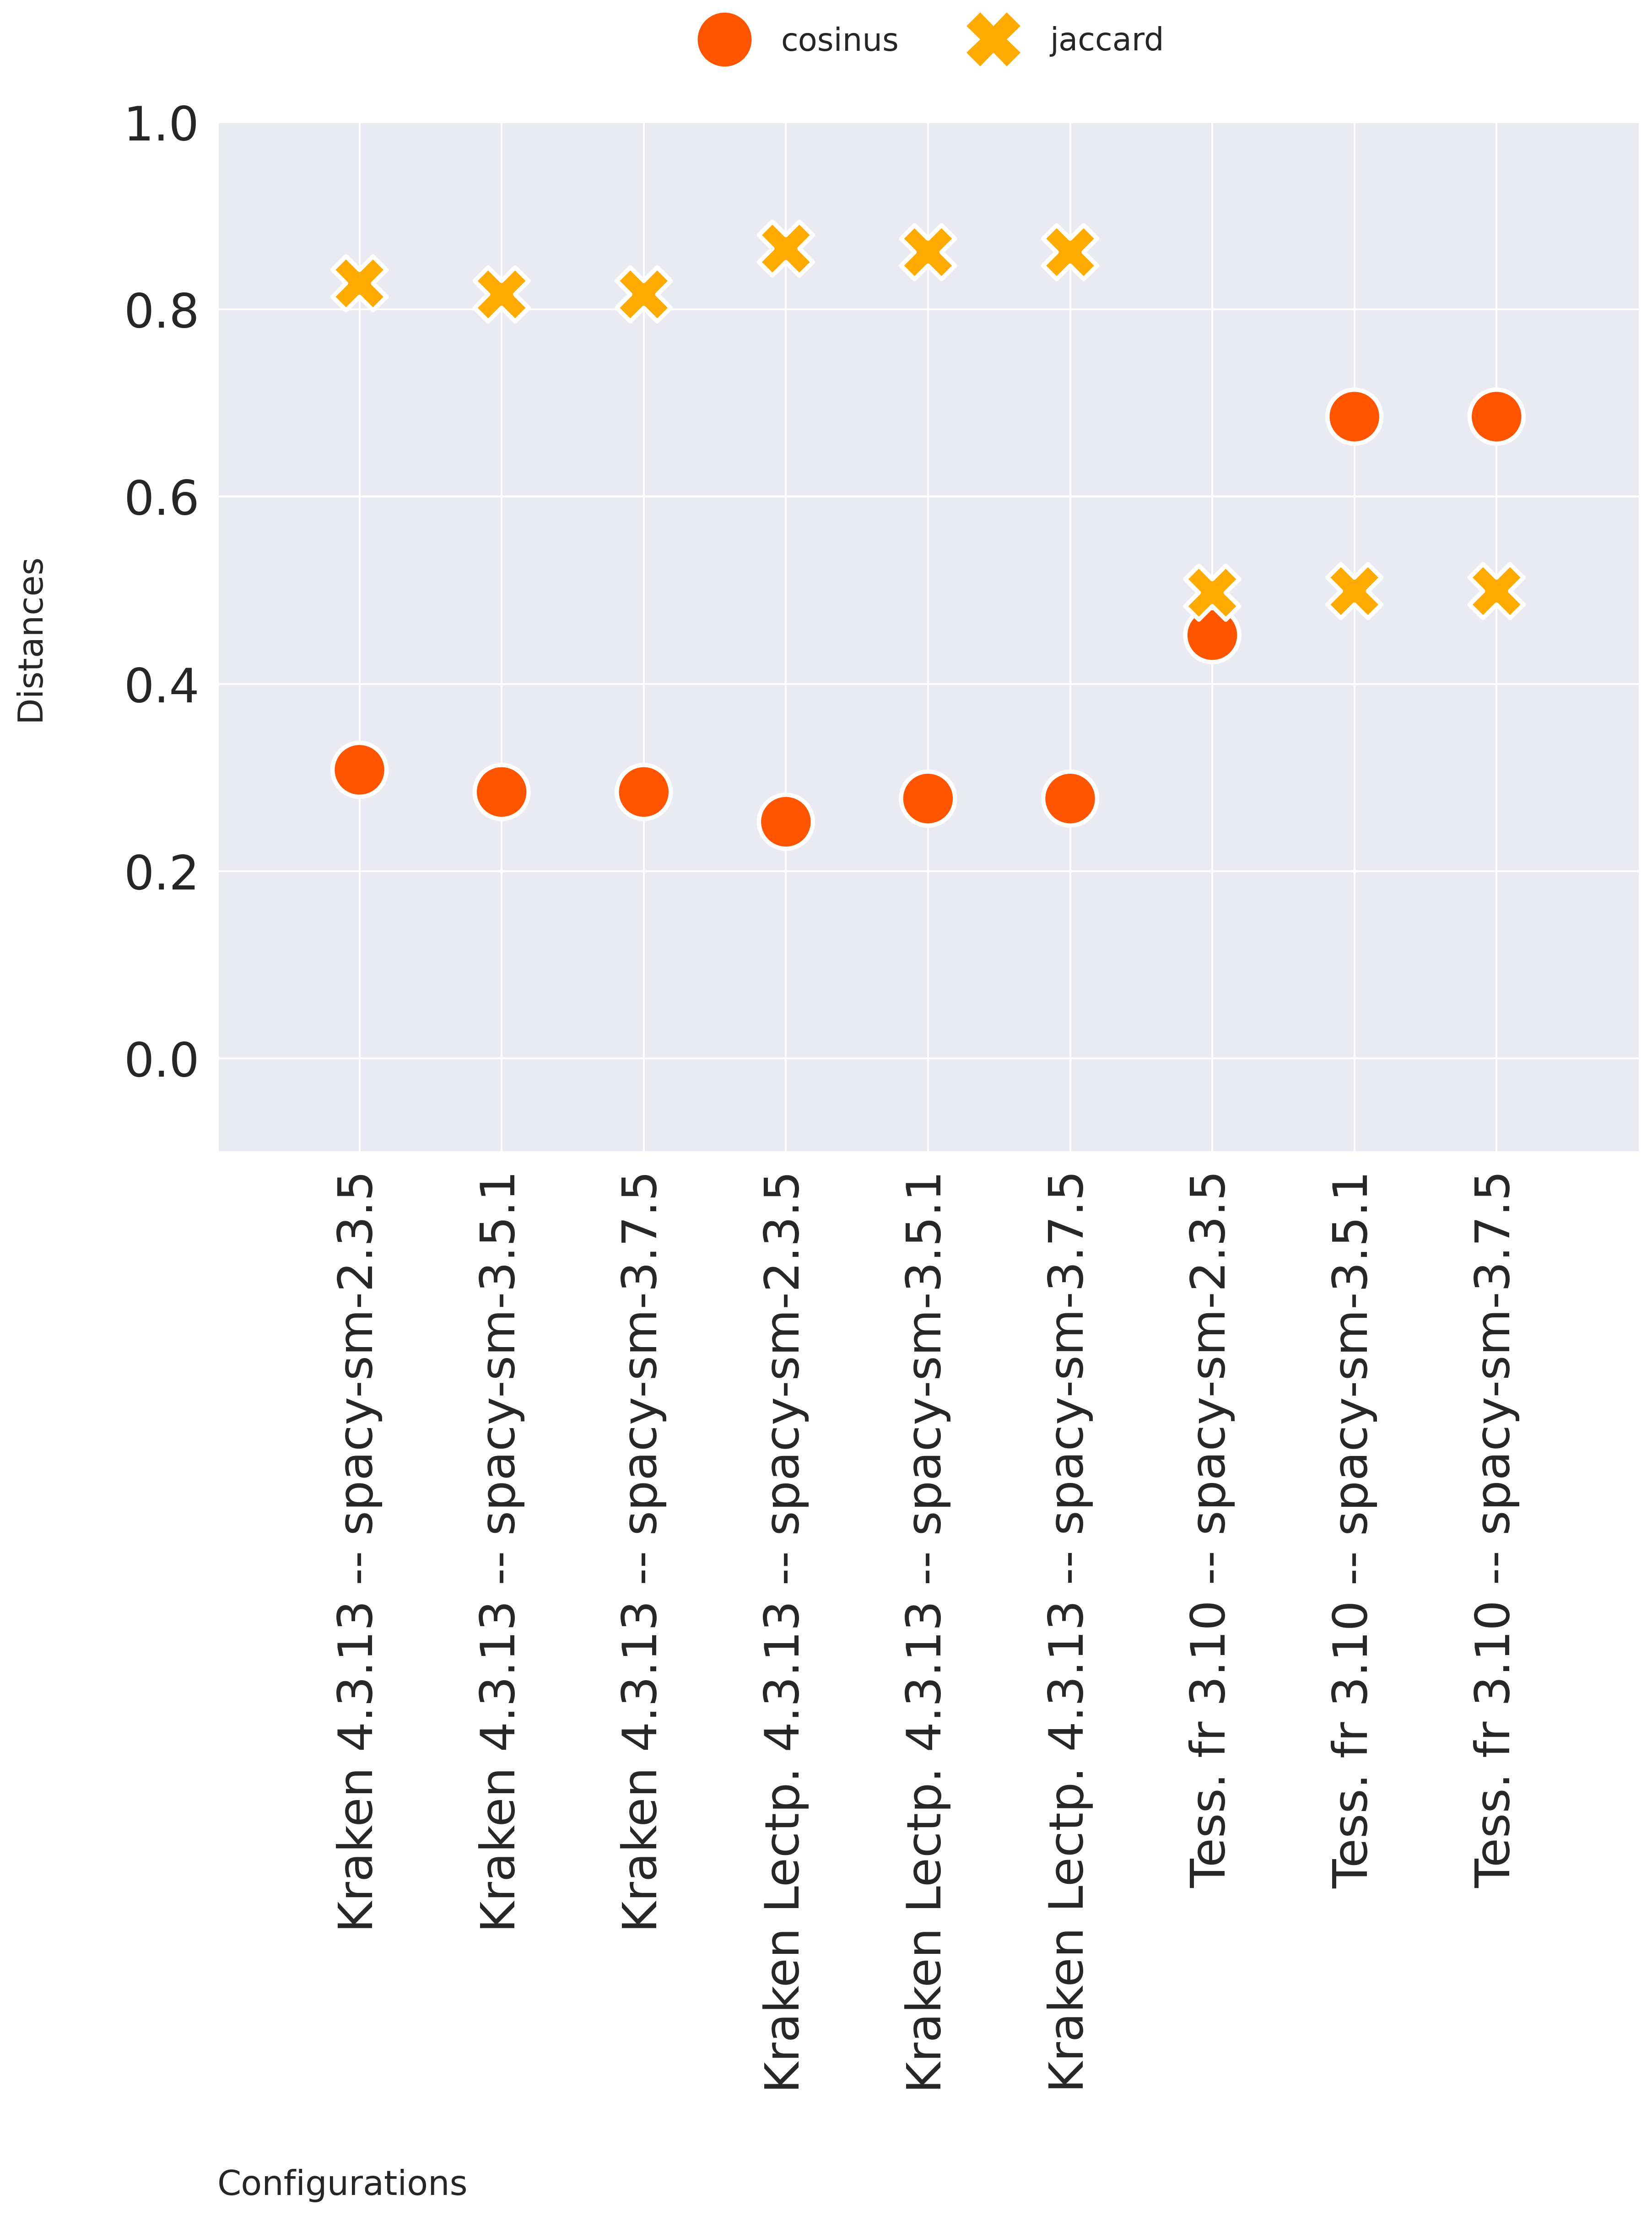 cosinus jaccard
1.0
0.8
0.6
0.4
0.2
0.0
Distances
Kraken 4.3.13 -- spacy-sm-2.3.5
Kraken 4.3.13 -- spacy-sm-3.5.1
Kraken 4.3.13 -- spacy-sm-3.7.5
Kraken Lectp. 4.3.13 -- spacy-sm-2.3.5
Kraken Lectp. 4.3.13 -- spacy-sm-3.5.1
Kraken Lectp. 4.3.13 -- spacy-sm-3.7.5
Tess. fr 3.10 -- spacy-sm-2.3.5
Tess. fr 3.10 -- spacy-sm-3.5.1
Tess. fr 3.10 -- spacy-sm-3.7.5
Configurations